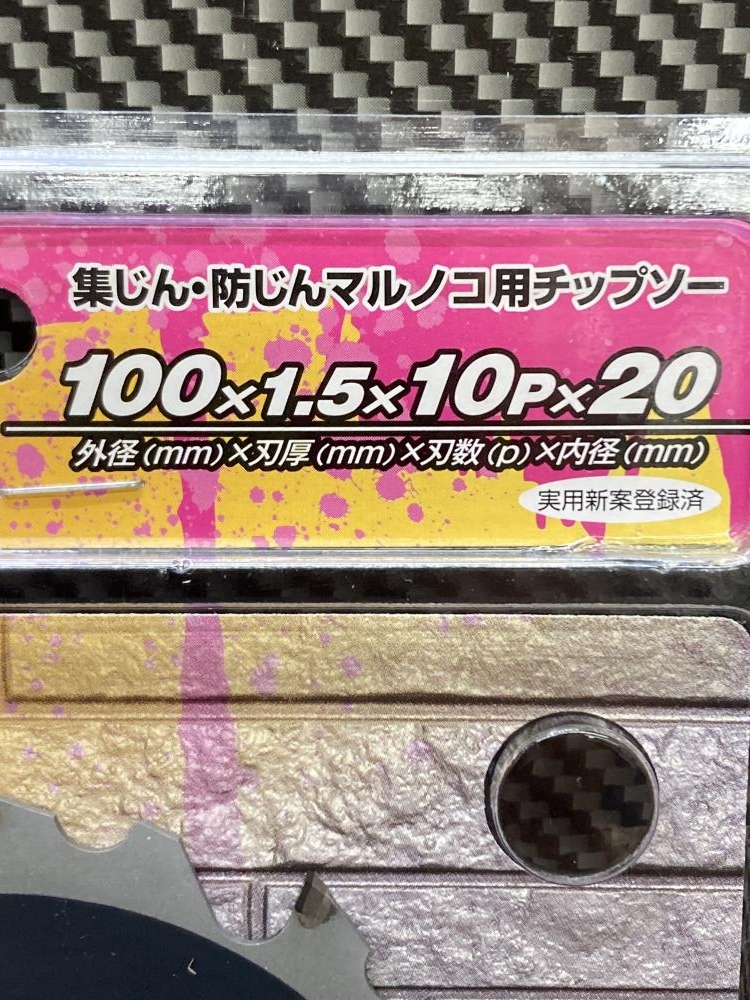 集じん・防じんマルノコ用チップソー
100×1.5×10P×20
外径(mm)×刃厚(mm)×刃数(p)×内径(mm)
実用新案登録済